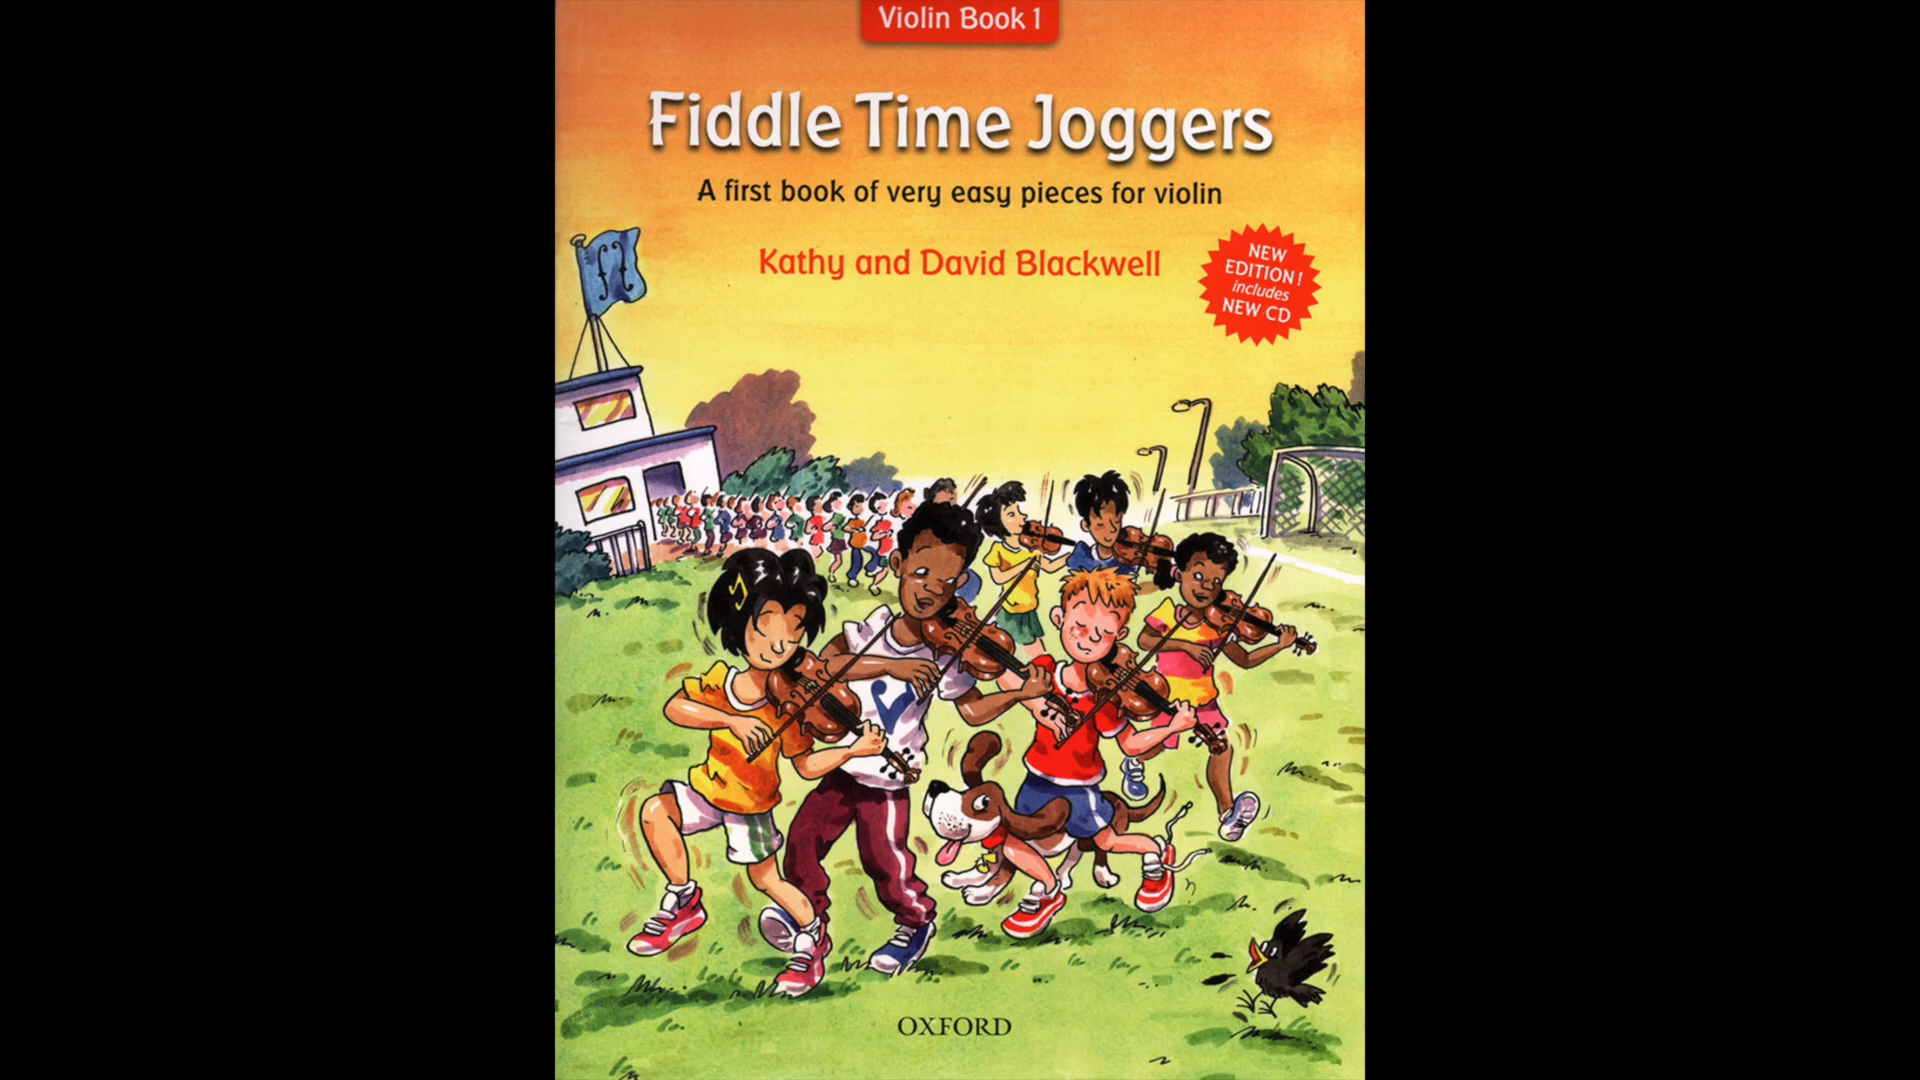 Violin Book 1
Fiddle Time Joggers
A first book of very easy pieces for violin
Kathy and David Blackwell
NEW
EDITION!
includes
NEW CD
OXFORD